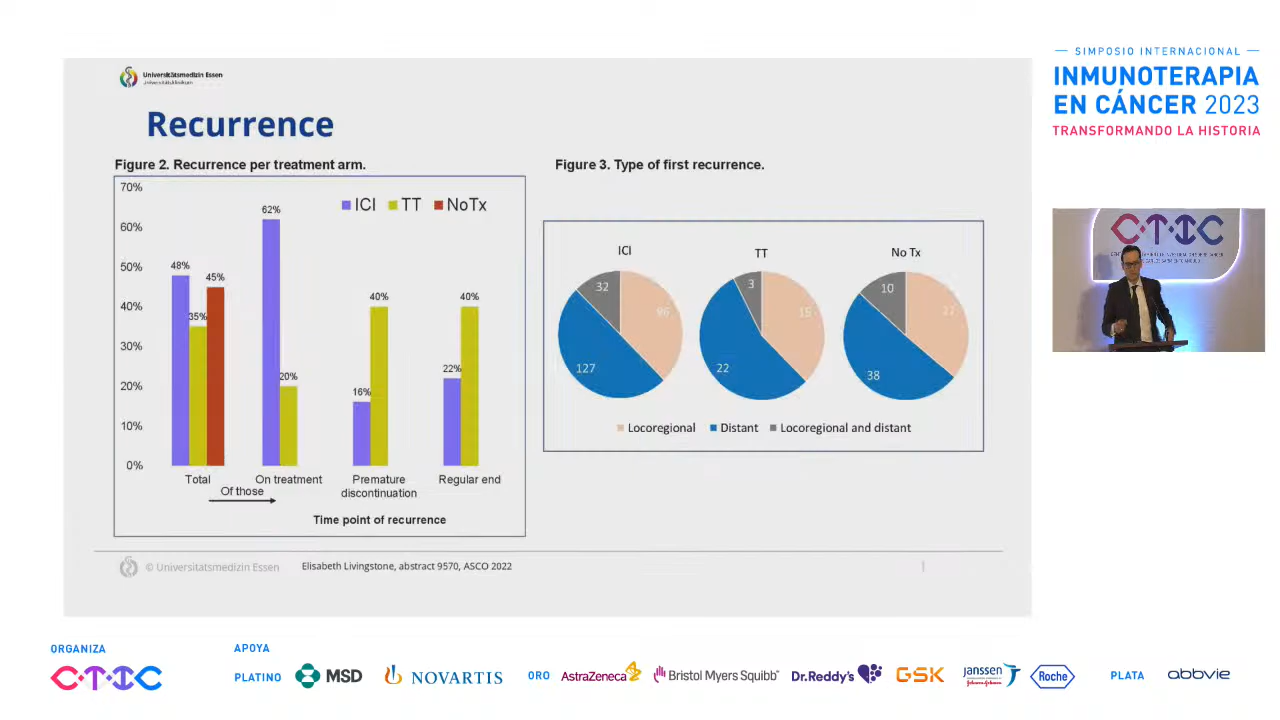 Universitätsmedizin Essen
Universitätsklinikum
Recurrence
Figure 2. Recurrence per treatment arm.
70%
60%
50%
40%
30%
20%
10%
0%
ICI TT NoTx
48%
35%
45%
62%
20%
16%
40%
22%
40%
Total
On treatment
Premature
discontinuation
Regular end
Of those
Time point of recurrence
Figure 3. Type of first recurrence.
ICI
TT
No Tx
32
96
127
3
15
22
10
38
Locoregional Distant Locoregional and distant
© Universitätsmedizin Essen
Elisabeth Livingstone, abstract 9570, ASCO 2022
SIMPOSIO INTERNACIONAL
INMUNOTERAPIA
EN CÁNCER 2023
TRANSFORMANDO LA HISTORIA
CTIC
ORGANIZA
CTIC
APOYA
PLATINO
MSD
NOVARTIS
ORO
AstraZeneca
Bristol Myers Squibb
Dr.Reddy's
GSK
Janssen
Johnson&Johnson
Roche
PLATA
abbvie